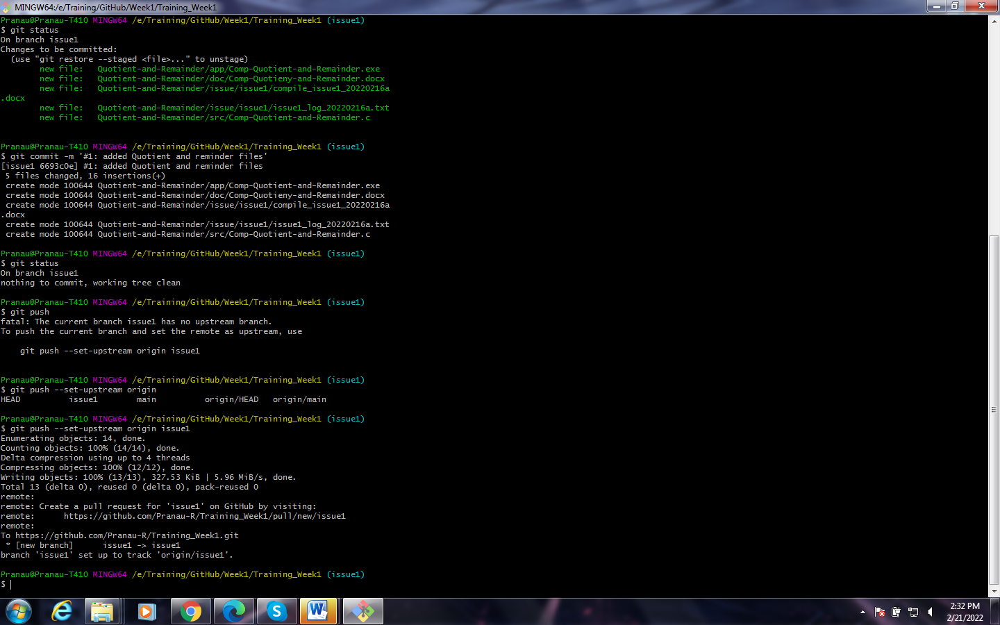 MINGW64:/e/Training/GitHub/Week1/Training_Week1
Pranau@Pranau-T410 MINGW64 /e/Training/GitHub/Week1/Training_Week1 (issue1)
$ git status
On branch issue1
Changes to be committed:
  (use "git restore --staged <file>..." to unstage)
        new file:   Quotient-and-Remainder/app/Comp-Quotient-and-Remainder.exe
        new file:   Quotient-and-Remainder/doc/Comp-Quotieny-and-Remainder.docx
        new file:   Quotient-and-Remainder/issue/issue1/compile_issue1_20220216a
.docx
        new file:   Quotient-and-Remainder/issue/issue1/issue1_log_20220216a.txt
        new file:   Quotient-and-Remainder/src/Comp-Quotient-and-Remainder.c
Pranau@Pranau-T410 MINGW64 /e/Training/GitHub/Week1/Training_Week1 (issue1)
$ git commit -m '#1: added Quotient and reminder files'
[issue1 6693c0e] #1: added Quotient and reminder files
 5 files changed, 16 insertions(+)
 create mode 100644 Quotient-and-Remainder/app/Comp-Quotient-and-Remainder.exe
 create mode 100644 Quotient-and-Remainder/doc/Comp-Quotieny-and-Remainder.docx
 create mode 100644 Quotient-and-Remainder/issue/issue1/compile_issue1_20220216a
.docx
 create mode 100644 Quotient-and-Remainder/issue/issue1/issue1_log_20220216a.txt
 create mode 100644 Quotient-and-Remainder/src/Comp-Quotient-and-Remainder.c
Pranau@Pranau-T410 MINGW64 /e/Training/GitHub/Week1/Training_Week1 (issue1)
$ git status
On branch issue1
nothing to commit, working tree clean
Pranau@Pranau-T410 MINGW64 /e/Training/GitHub/Week1/Training_Week1 (issue1)
$ git push
fatal: The current branch issue1 has no upstream branch.
To push the current branch and set the remote as upstream, use
    git push --set-upstream origin issue1
Pranau@Pranau-T410 MINGW64 /e/Training/GitHub/Week1/Training_Week1 (issue1)
$ git push --set-upstream origin
HEAD          issue1        main          origin/HEAD   origin/main
Pranau@Pranau-T410 MINGW64 /e/Training/GitHub/Week1/Training_Week1 (issue1)
$ git push --set-upstream origin issue1
Enumerating objects: 14, done.
Counting objects: 100% (14/14), done.
Delta compression using up to 4 threads
Compressing objects: 100% (12/12), done.
Writing objects: 100% (13/13), 327.53 KiB | 5.96 MiB/s, done.
Total 13 (delta 0), reused 0 (delta 0), pack-reused 0
remote:
remote: Create a pull request for 'issue1' on GitHub by visiting:
remote:      https://github.com/Pranau-R/Training_Week1/pull/new/issue1
remote:
To https://github.com/Pranau-R/Training_Week1.git
 * [new branch]      issue1 -> issue1
branch 'issue1' set up to track 'origin/issue1'.
Pranau@Pranau-T410 MINGW64 /e/Training/GitHub/Week1/Training_Week1 (issue1)
$
2:32 PM
2/21/2022